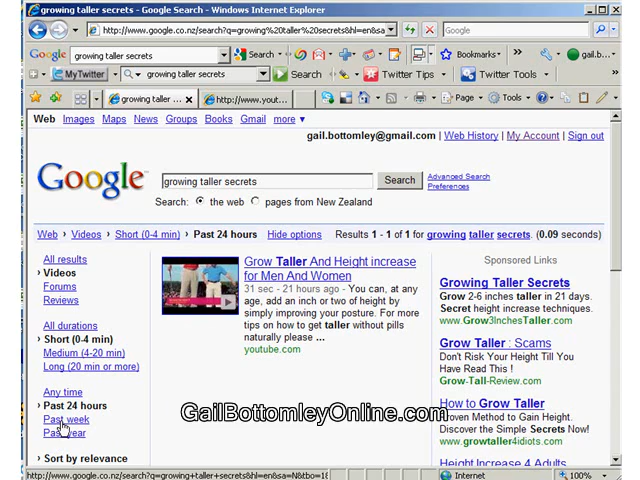 growing taller secrets - Google Search - Windows Internet Explorer
http://www.google.co.nz/search?q=growing%20taller%20secrets&hl=en&sa
Google
Google growing taller secrets Search Bookmarks gail.b
MyTwitter growing taller secrets Search Twitter Tips Twitter Tools
growing taller ... http://www.yout... Page Tools
Web Images Maps News Groups Books Gmail more
gail.bottomley@gmail.com | Web History | My Account | Sign out
Google
growing taller secrets Search Advanced Search
Preferences
Search: the web pages from New Zealand
Web > Videos > Short (0-4 min) > Past 24 hours Hide options Results 1 - 1 of 1 for growing taller secrets. (0.09 seconds)
All results
Videos
Forums
Reviews
All durations
Short (0-4 min)
Medium (4-20 min)
Long (20 min or more)
Any time
Past 24 hours
Past week
Past year
Sort by relevance
Grow Taller And Height increase
for Men And Women
31 sec - 21 hours ago - You can, at any
age, add an inch or two of height by
simply improving your posture. For more
tips on how to get taller without pills
naturally please ...
youtube.com
Sponsored Links
Growing Taller Secrets
Grow 2-6 inches taller in 21 days.
Secret height increase techniques.
www.Grow3InchesTaller.com
Grow Taller : Scams
Don't Risk Your Height Till You
Have Read This !
Grow-Tall-Review.com
How to Grow Taller
Proven Method to Gain Height.
Discover the Simple Secrets Now!
www.growtaller4idiots.com
Height Increase 4 Adults
GailBottomleyOnline.com
http://www.google.co.nz/search?q=growing+taller+secrets&hl=en&sa=N&tbo=1& Internet 100%